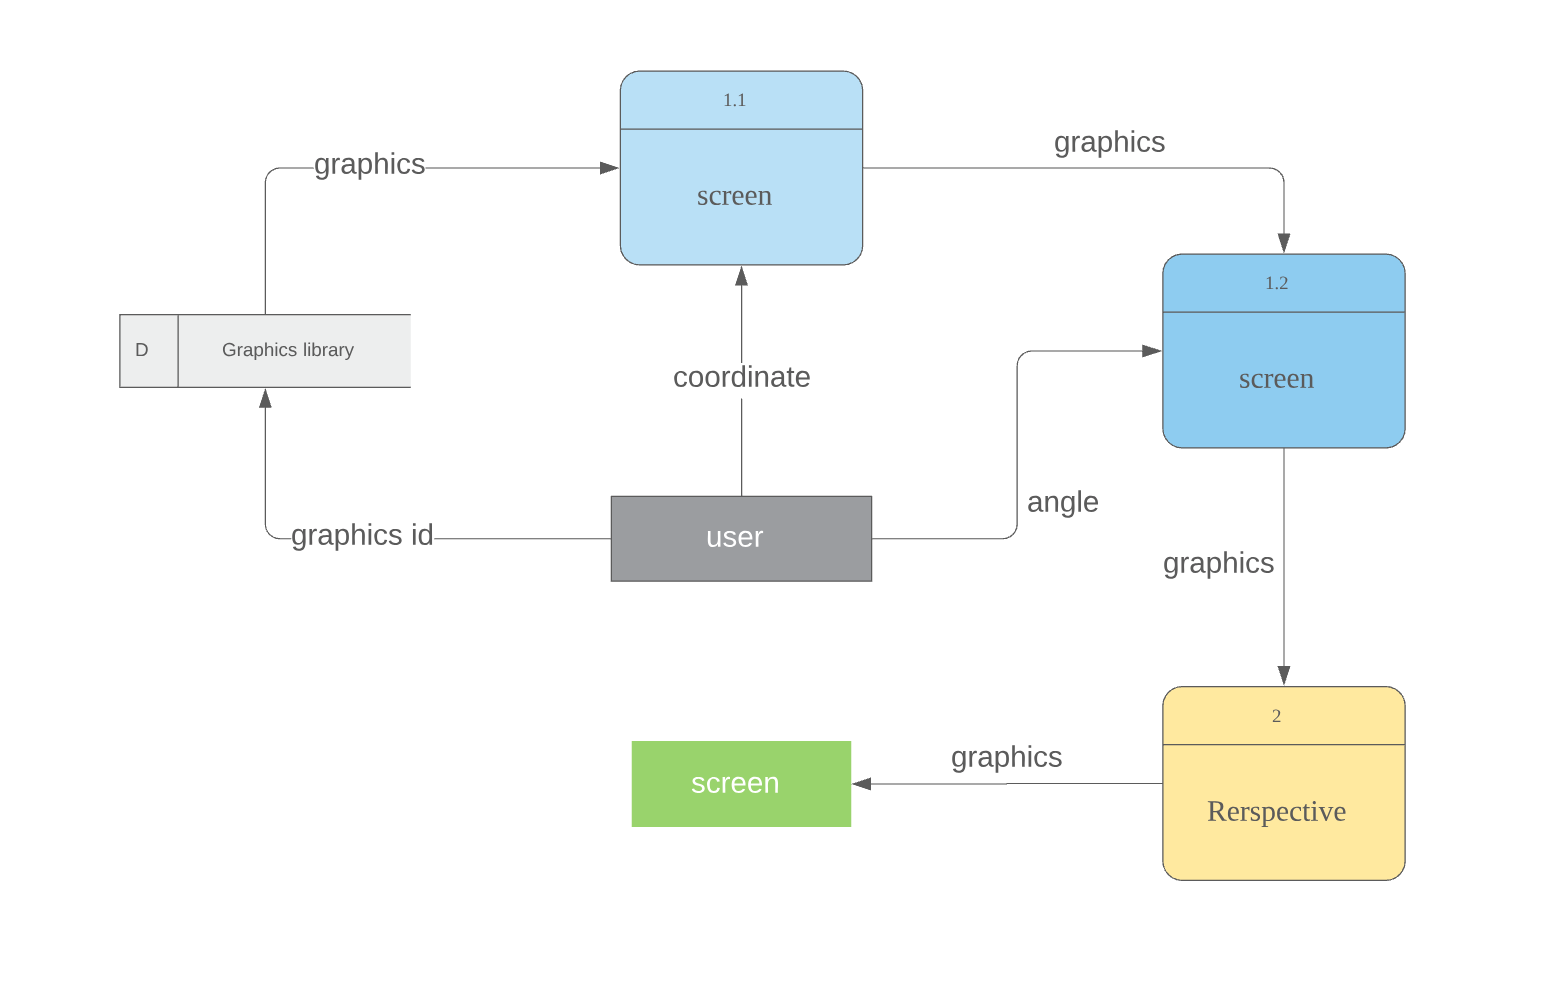 1.1
graphics
graphics
screen
1.2
D
Graphics library
coordinate
screen
angle
graphics id
user
graphics
2
graphics
screen
Rerspective